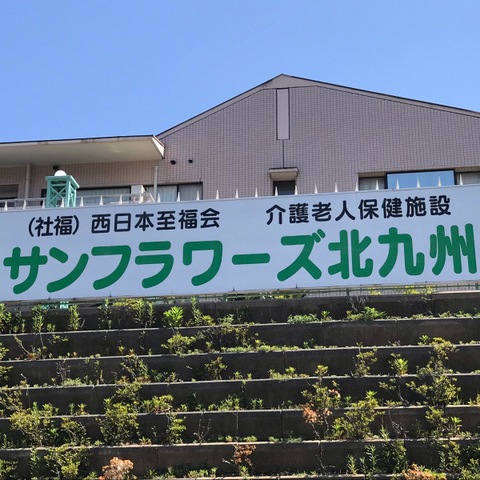 （社福）西日本至福会　介護老人保健施設
サンフラワーズ北九州